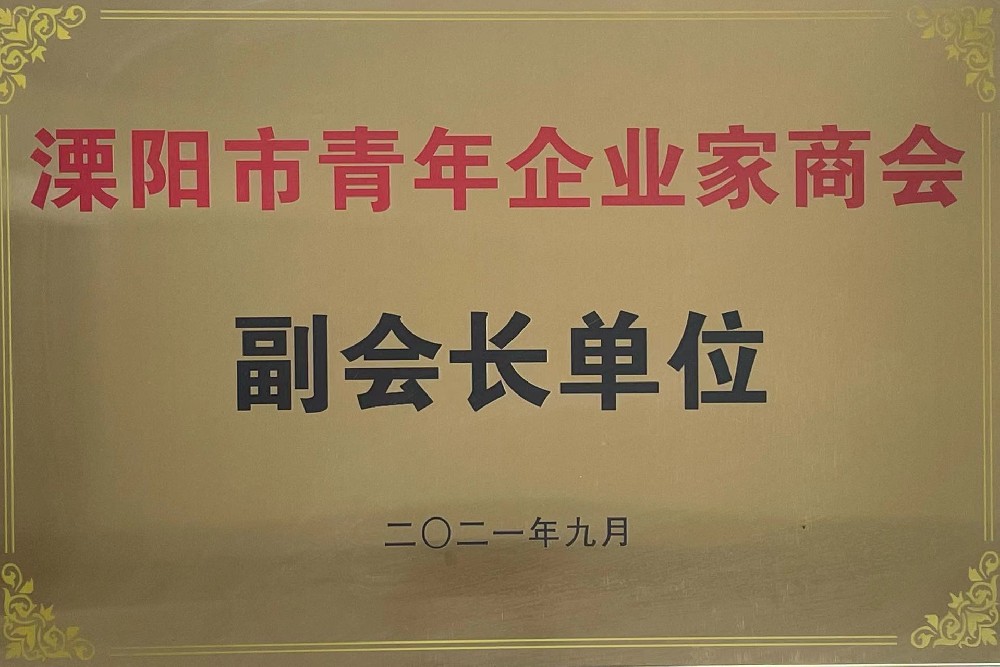 溧阳市青年企业家商会
副会长单位
二〇二一年九月